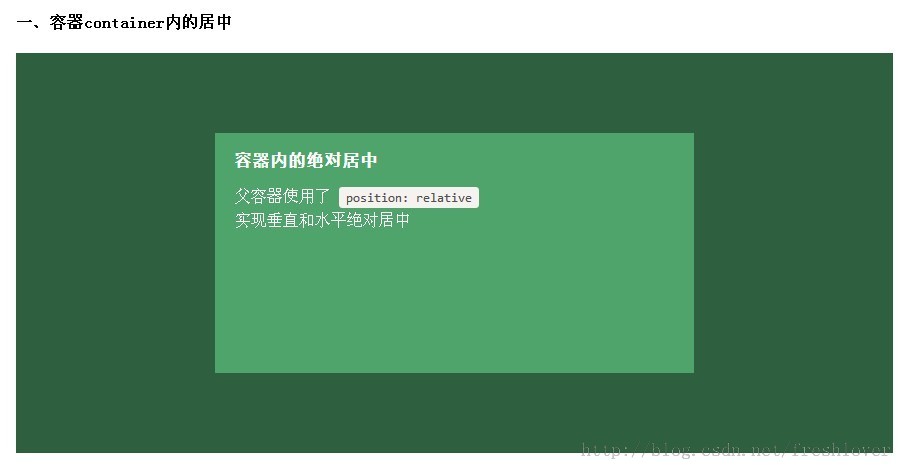 一、容器container内的居中
容器内的绝对居中
父容器使用了 position: relative
实现垂直和水平绝对居中
http://blog.csdn.net/freshlover